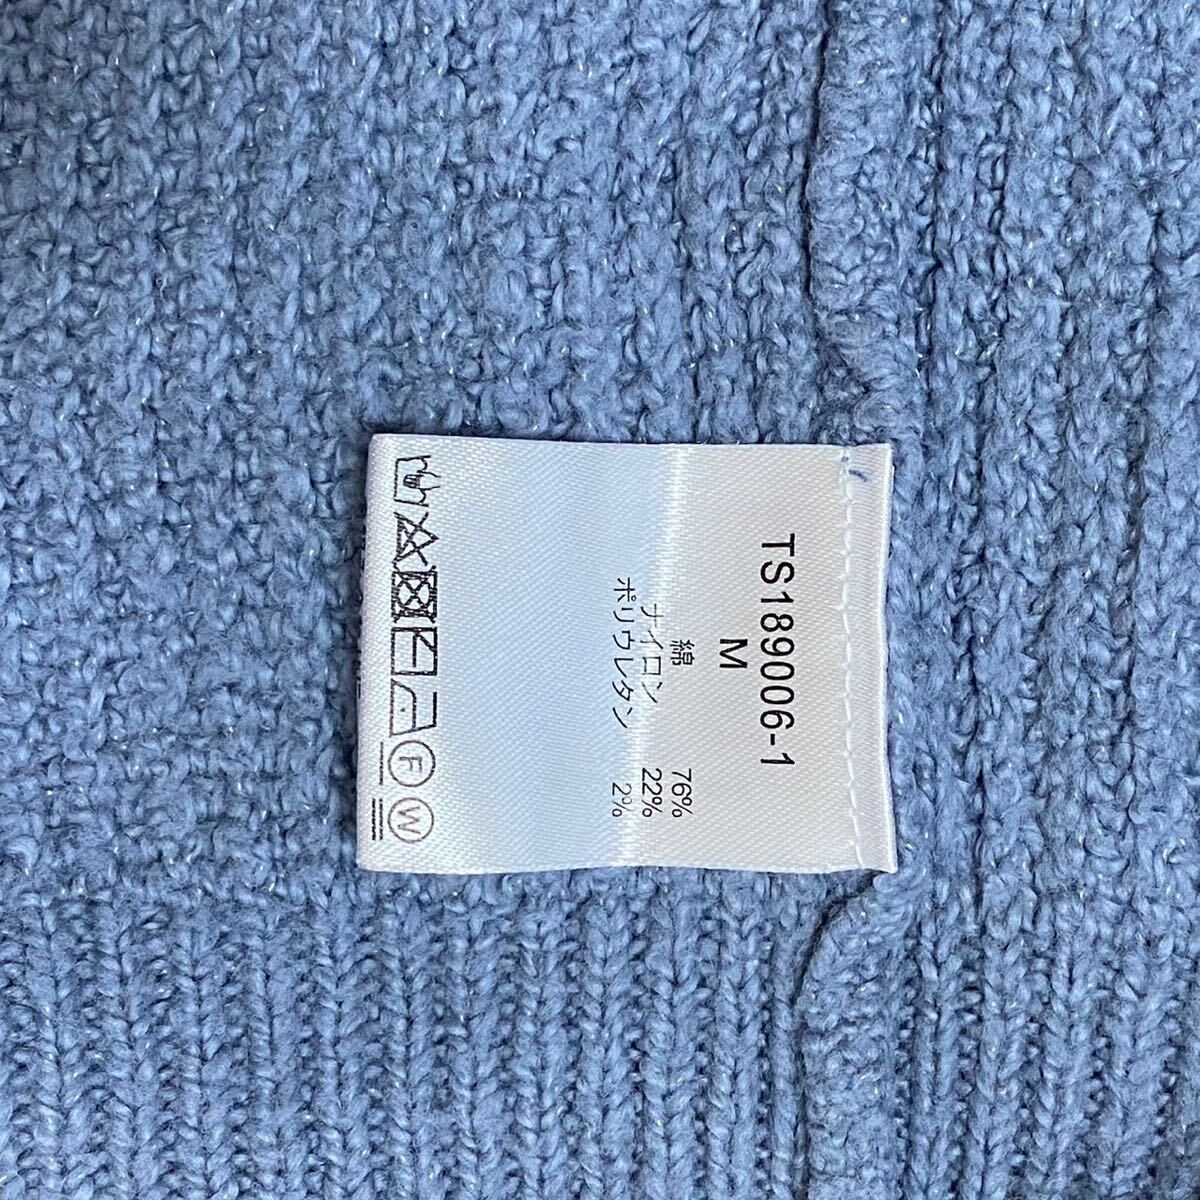 TS189006-1
M
綿 76%
ナイロン 22%
ポリウレタン 2%
F W